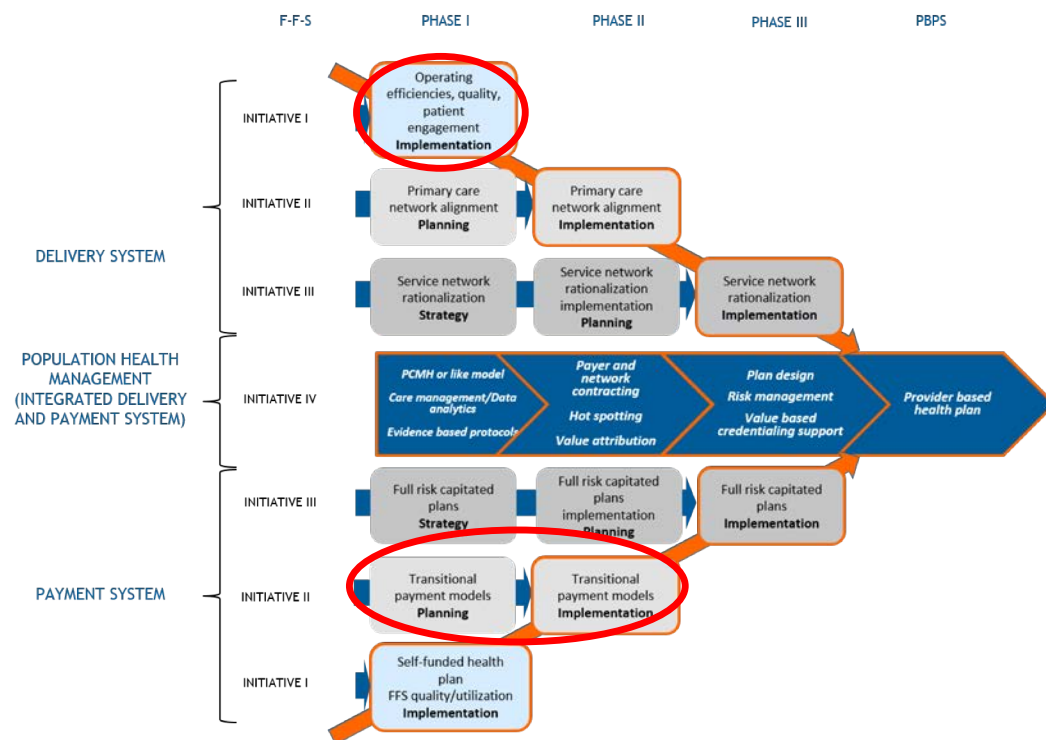 F-F-S
PHASE I
PHASE II
PHASE III
PBPS
DELIVERY SYSTEM
INITIATIVE I
Operating
efficiencies, quality,
patient
engagement
Implementation
INITIATIVE II
Primary care
network alignment
Planning
Primary care
network alignment
Implementation
INITIATIVE III
Service network
rationalization
Strategy
Service network
rationalization
implementation
Planning
Service network
rationalization
Implementation
POPULATION HEALTH
MANAGEMENT
(INTEGRATED DELIVERY
AND PAYMENT SYSTEM)
INITIATIVE IV
PCMH or like model
Care management/Data
analytics
Evidence based protocols
Payer and
network
contracting
Hot spotting
Value attribution
Plan design
Risk management
Value based
credentialing support
Provider based
health plan
PAYMENT SYSTEM
INITIATIVE III
Full risk capitated
plans
Strategy
Full risk capitated
plans
implementation
Planning
Full risk capitated
plans
Implementation
INITIATIVE II
Transitional
payment models
Planning
Transitional
payment models
Implementation
INITIATIVE I
Self-funded health
plan
FFS quality/utilization
Implementation